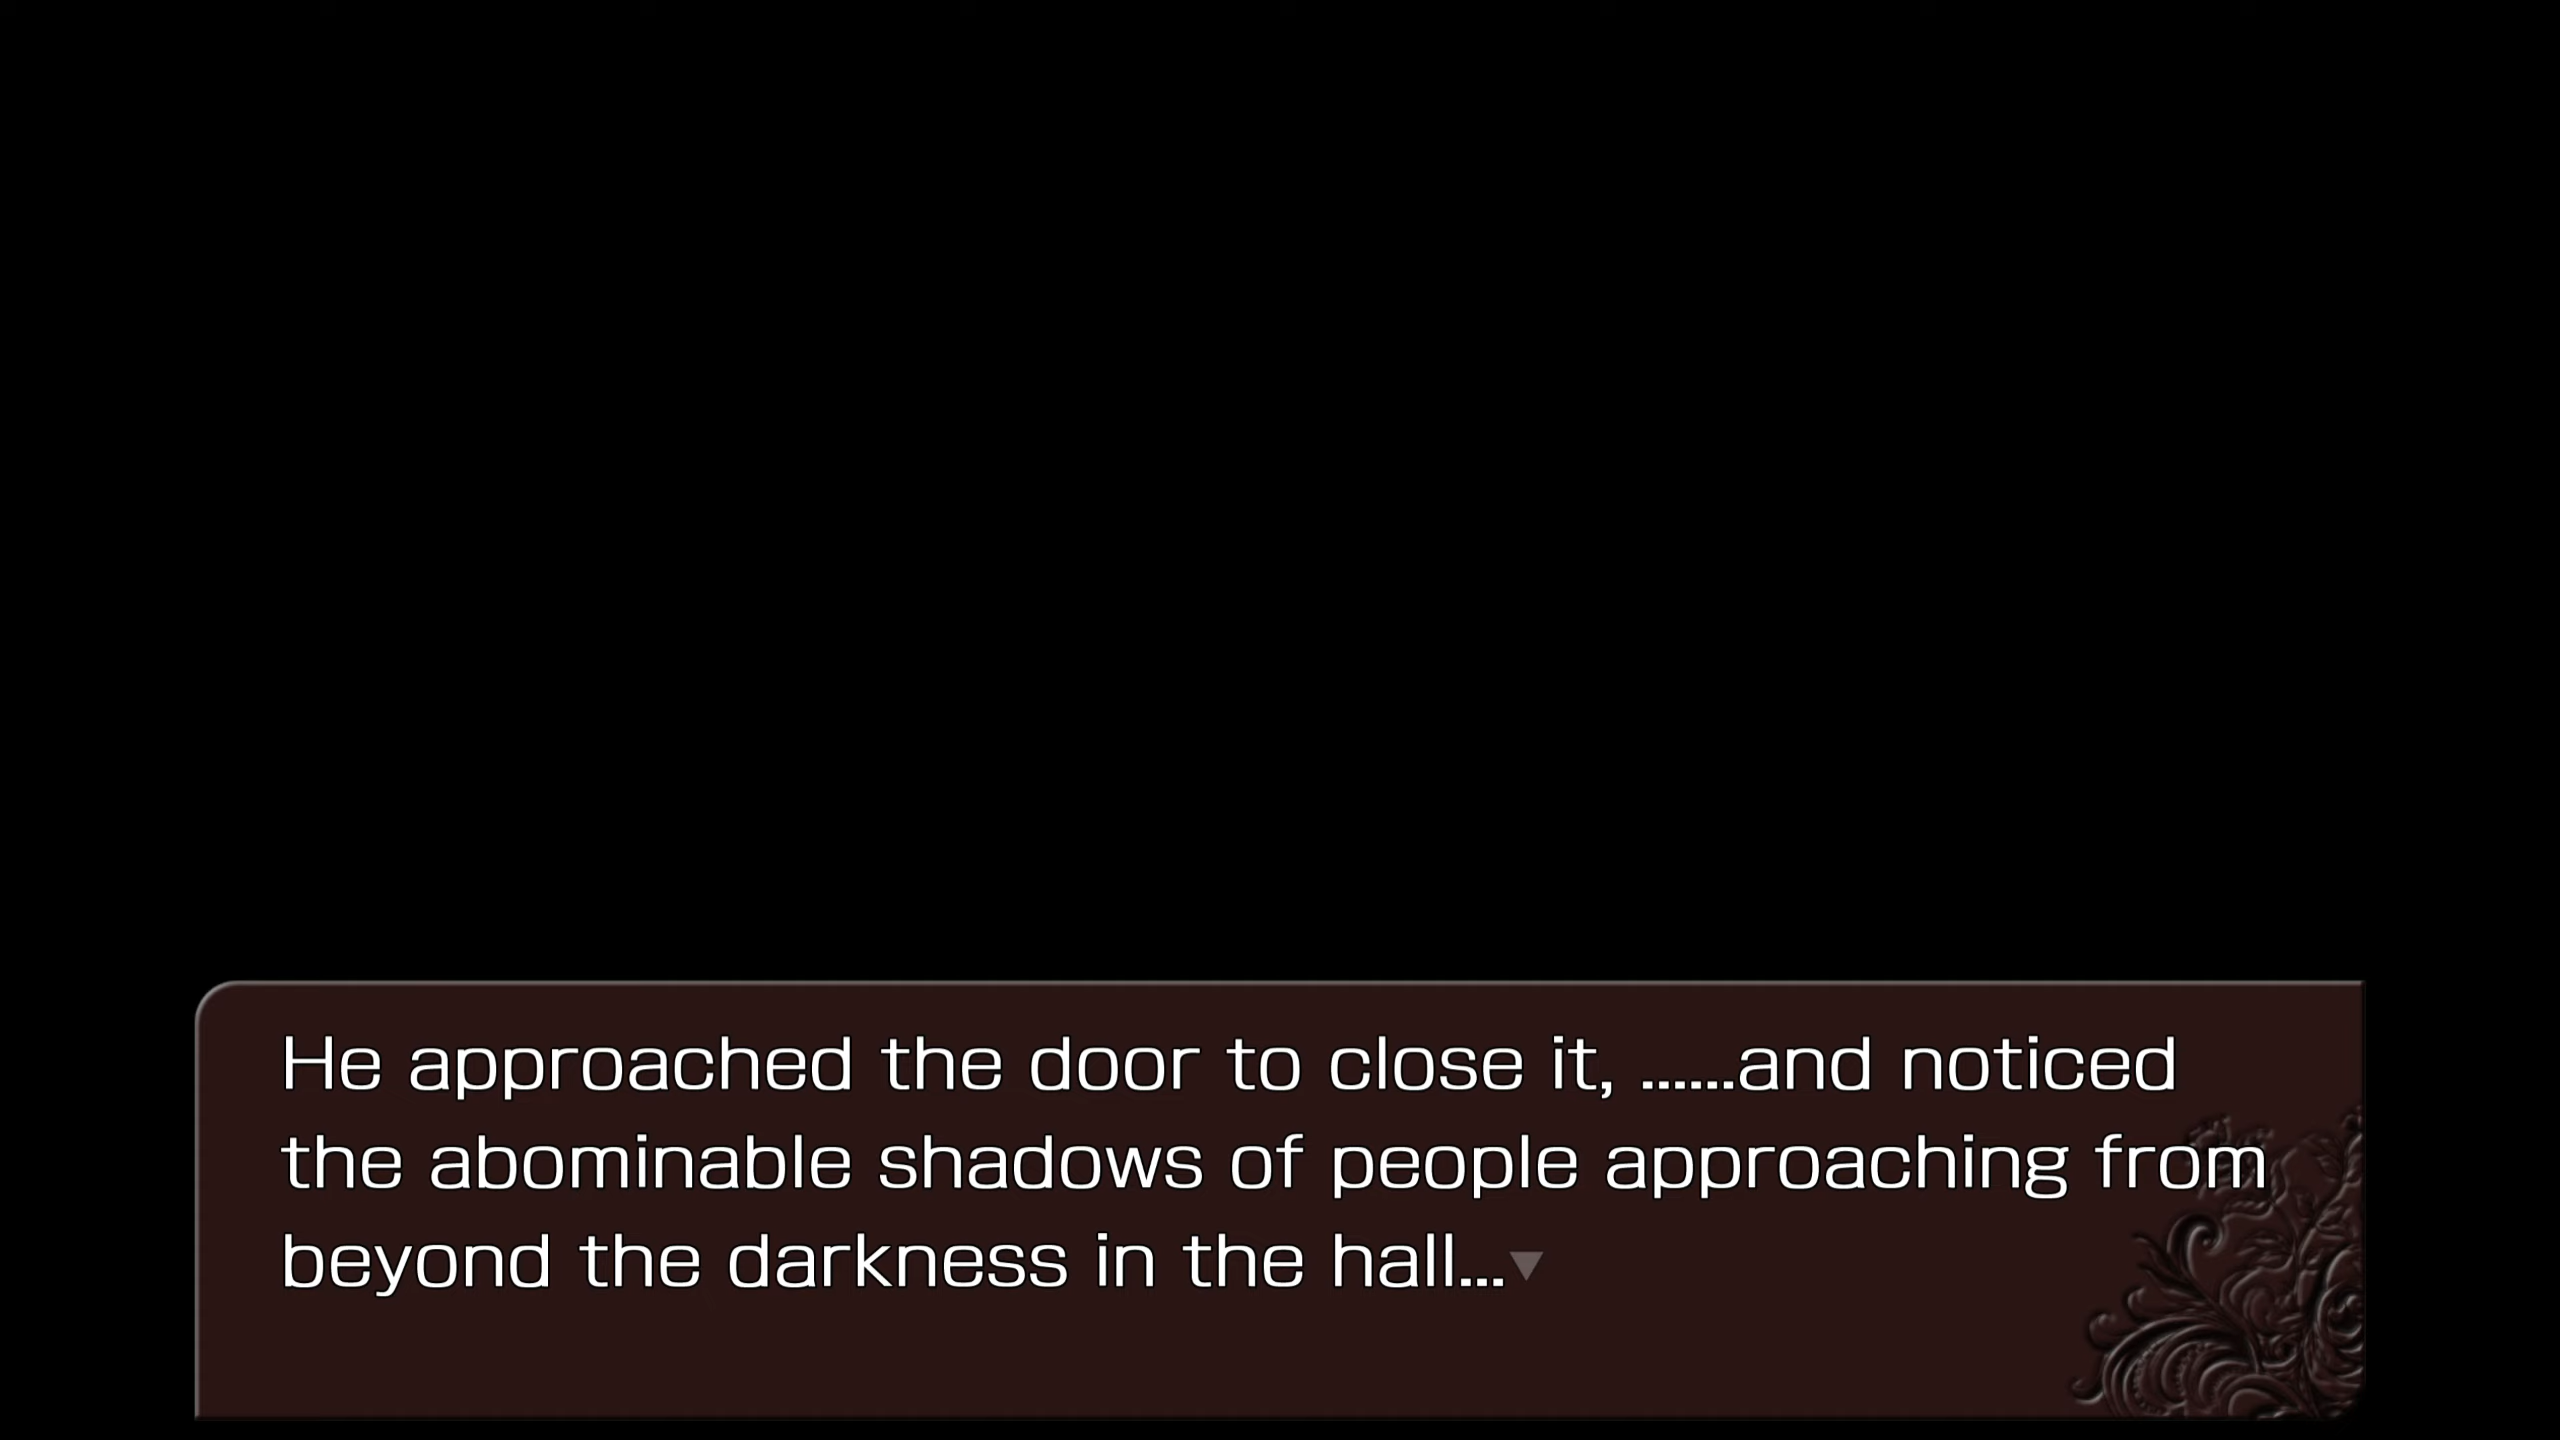 He approached the door to close it, ......and noticed
the abominable shadows of people approaching from
beyond the darkness in the hall...